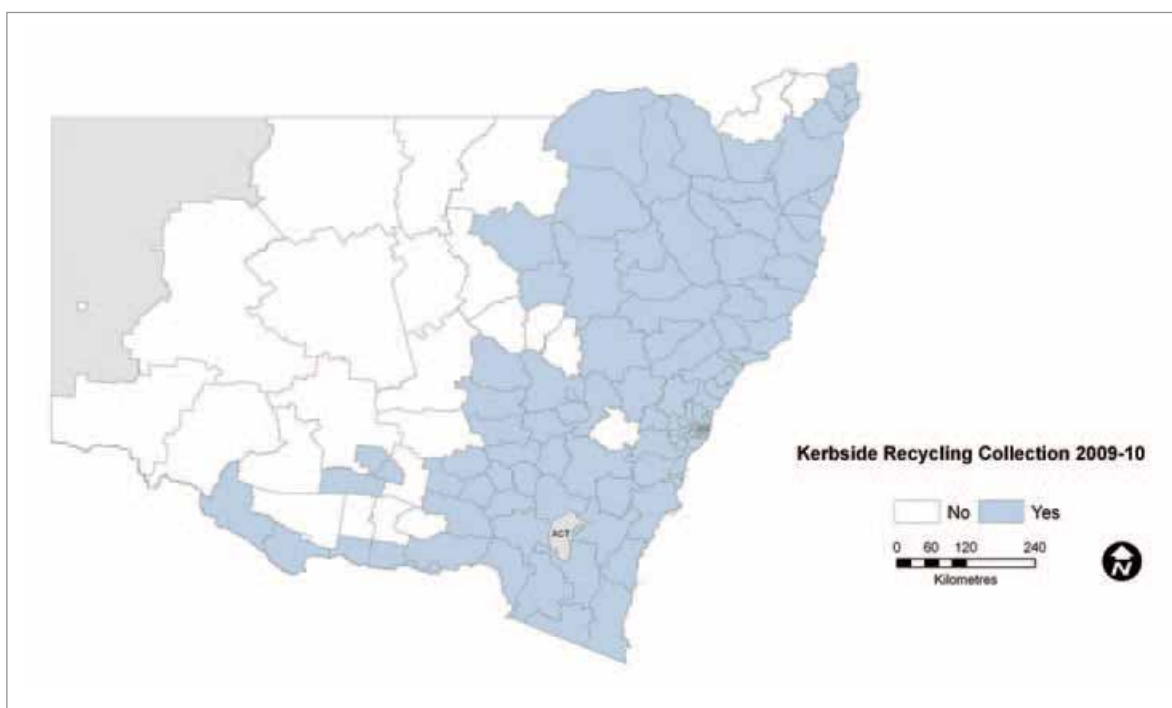 ACT
Kerbside Recycling Collection 2009-10
No Yes
0 60 120 240
Kilometres
N